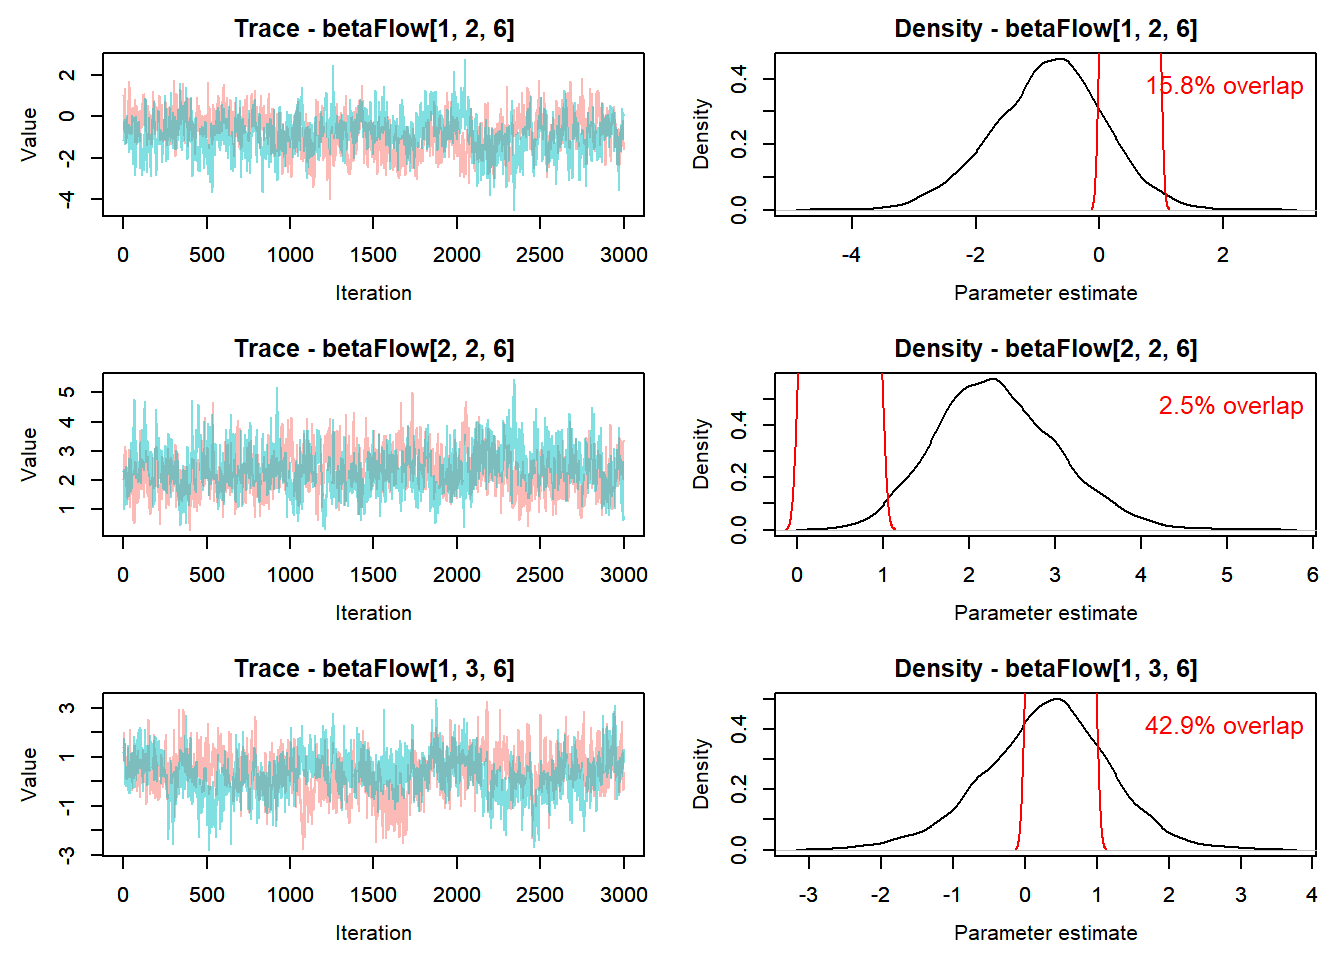 Trace - betaFlow[1, 2, 6]
Value
2
0
-2
-4
0 500 1000 1500 2000 2500 3000
Iteration
Density - betaFlow[1, 2, 6]
15.8% overlap
Density
0.4
0.2
0.0
-4 -2 0 2
Parameter estimate
Trace - betaFlow[2, 2, 6]
Value
5
4
3
2
1
0 500 1000 1500 2000 2500 3000
Iteration
Density - betaFlow[2, 2, 6]
2.5% overlap
Density
0.4
0.2
0.0
0 1 2 3 4 5 6
Parameter estimate
Trace - betaFlow[1, 3, 6]
Value
3
1
-1
-3
0 500 1000 1500 2000 2500 3000
Iteration
Density - betaFlow[1, 3, 6]
42.9% overlap
Density
0.4
0.2
0.0
-3 -2 -1 0 1 2 3 4
Parameter estimate